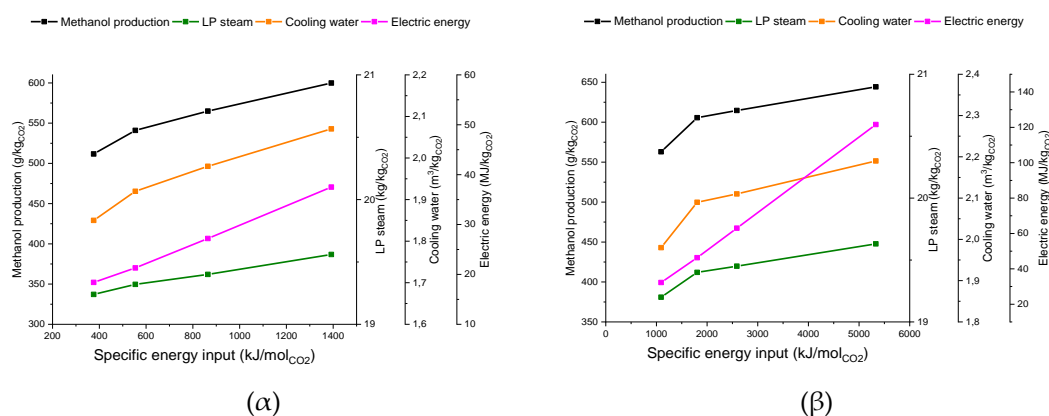 Methanol production LP steam Cooling water Electric energy
600
550
500
450
400
350
300
Methanol production (g/kgCO2)
21
20
19
LP steam (kg/kgCO2)
2,2
2,1
2,0
1,9
1,8
1,7
1,6
Cooling water (m³/kgCO2)
60
50
40
30
20
10
Electric energy (MJ/kgCO2)
200 400 600 800 1000 1200 1400
Specific energy input (kJ/molCO2)
(α)
Methanol production LP steam Cooling water Electric energy
650
600
550
500
450
400
350
Methanol production (g/kgCO2)
21
20
19
LP steam (kg/kgCO2)
2,4
2,3
2,2
2,1
2,0
1,9
1,8
Cooling water (m³/kgCO2)
140
120
100
80
60
40
20
Electric energy (MJ/kgCO2)
0 1000 2000 3000 4000 5000 6000
Specific energy input (kJ/molCO2)
(β)